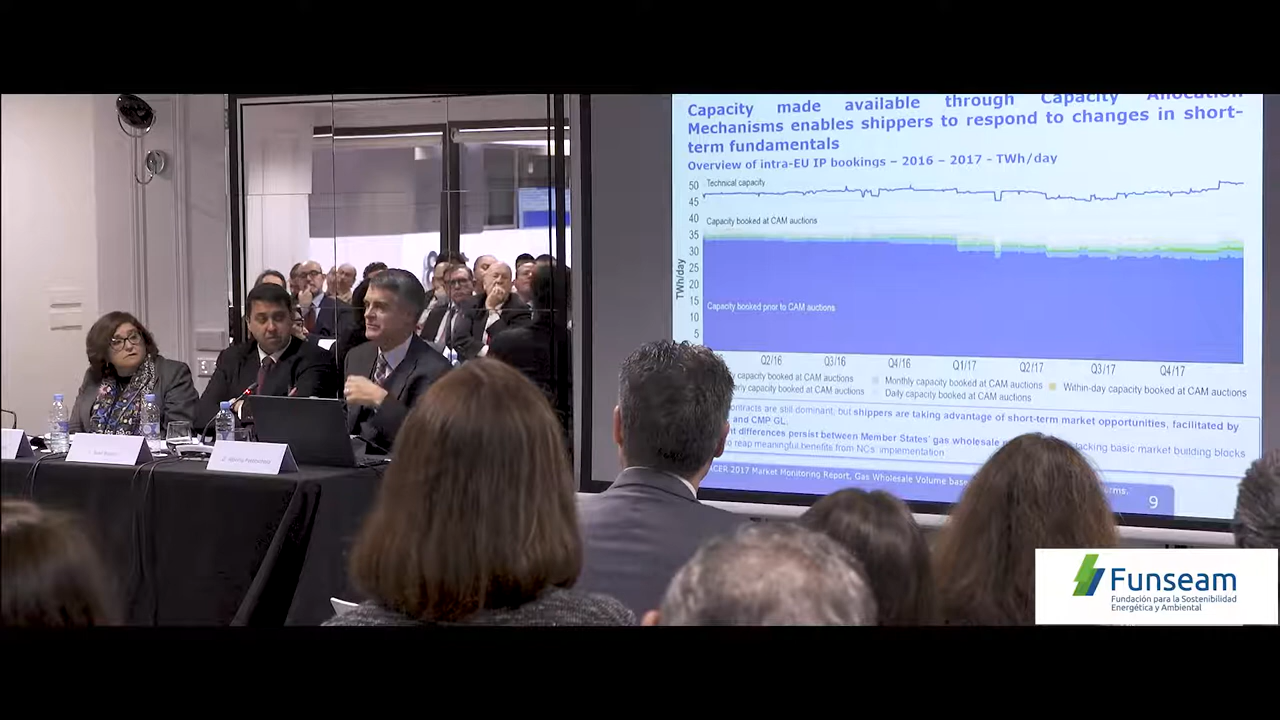 Capacity made available through Capacity Allocation
Mechanisms enables shippers to respond to changes in short-
term fundamentals
Overview of intra-EU IP bookings – 2016 – 2017 - TWh/day
50
45
40
35
30
25
20
15
10
5
TWh/day
Technical capacity
Capacity booked at CAM auctions
Capacity booked prior to CAM auctions
Q2/16 Q3/16 Q4/16 Q1/17 Q2/17 Q3/17 Q4/17
capacity booked at CAM auctions Monthly capacity booked at CAM auctions Within-day capacity booked at CAM auctions
capacity booked at CAM auctions Daily capacity booked at CAM auctions
contracts are still dominant, but shippers are taking advantage of short-term market opportunities, facilitated by
and CMP GL.
differences persist between Member States' gas wholesale lacking basic market building blocks
to reap meaningful benefits from NCs' implementation
2017 Market Monitoring Report, Gas Wholesale Volume
9
Funseam
Fundación para la Sostenibilidad
Energética y Ambiental